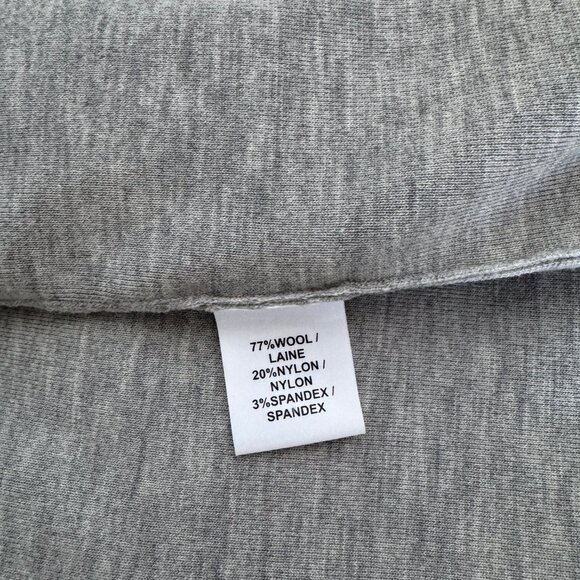 77%WOOL /
LAINE
20%NYLON /
NYLON
3%SPANDEX /
SPANDEX